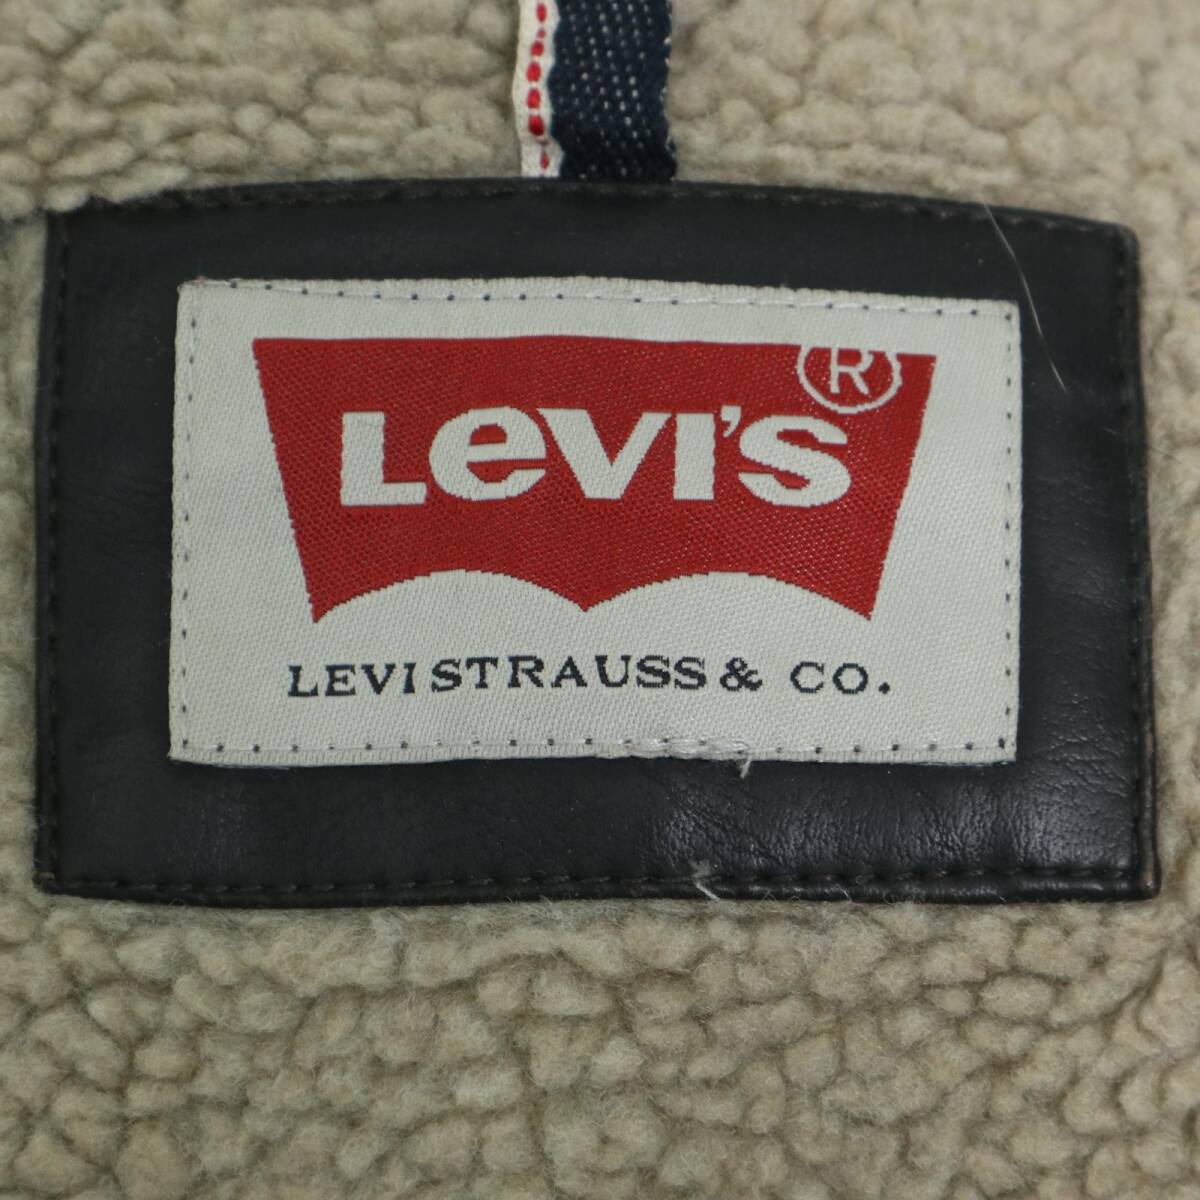 LEVI'S ®
LEVI STRAUSS & CO.